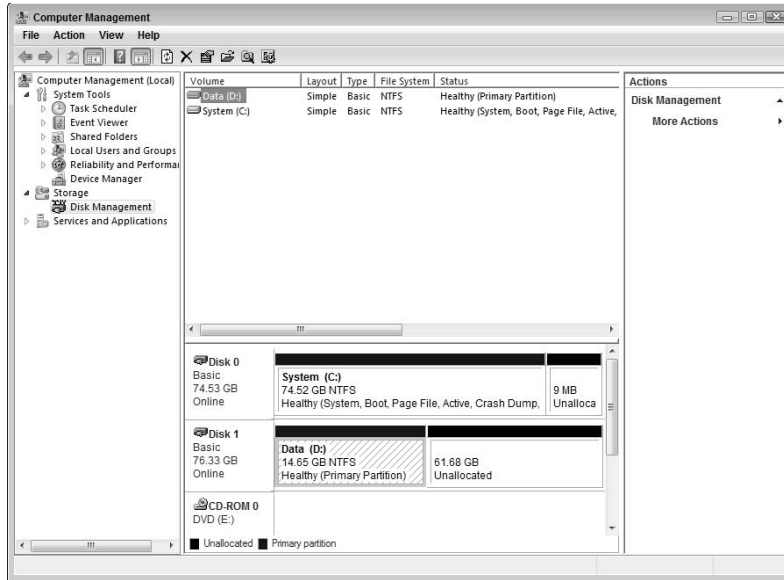 Computer Management
File Action View Help
Computer Management (Local)
System Tools
Task Scheduler
Event Viewer
Shared Folders
Local Users and Groups
Reliability and Performa
Device Manager
Storage
Disk Management
Services and Applications
Volume Layout Type File System Status
Data (D:) Simple Basic NTFS Healthy (Primary Partition)
System (C:) Simple Basic NTFS Healthy (System, Boot, Page File, Active,
Disk 0
Basic
74.53 GB
Online
System (C:)
74.52 GB NTFS
Healthy (System, Boot, Page File, Active, Crash Dump,
9 MB
Unalloca
Disk 1
Basic
76.33 GB
Online
Data (D:)
14.65 GB NTFS
Healthy (Primary Partition)
61.68 GB
Unallocated
CD-ROM 0
DVD (E:)
Unallocated Primary partition
Actions
Disk Management
More Actions